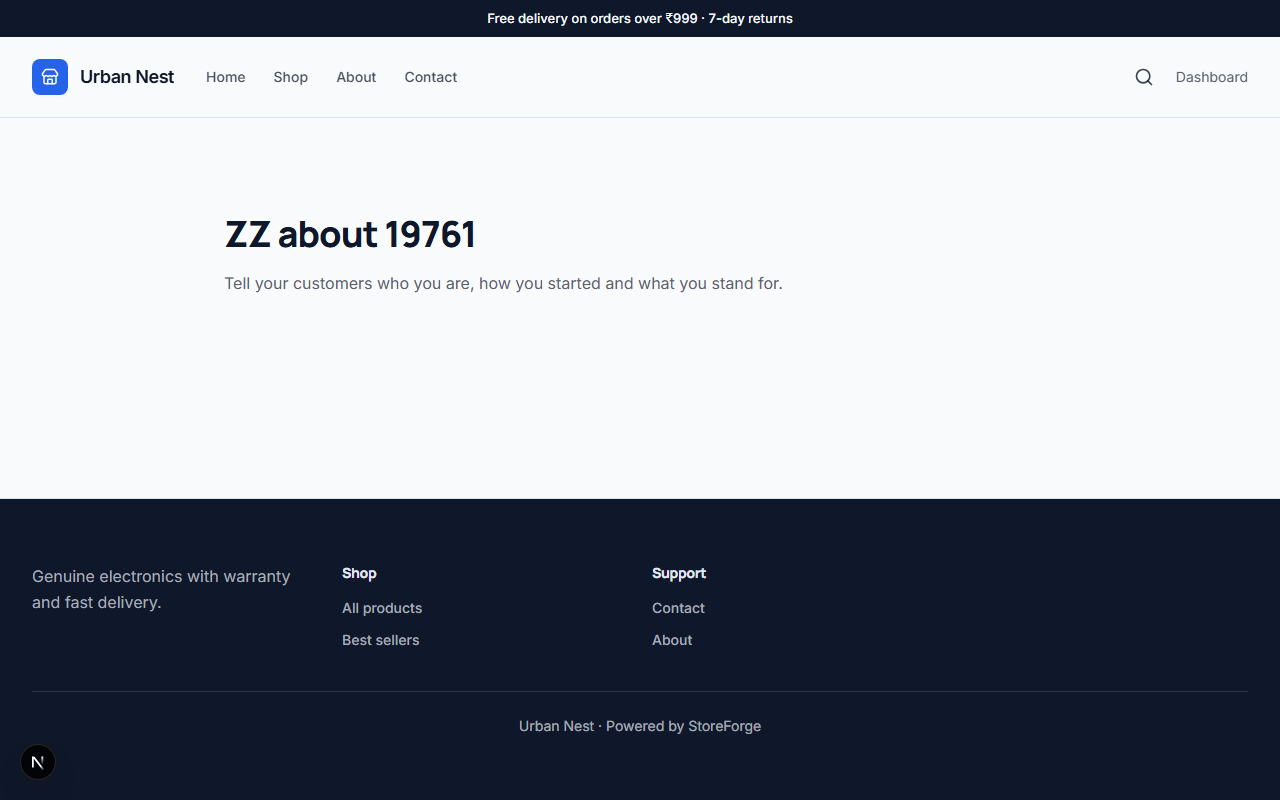 Free delivery on orders over ₹999 · 7-day returns
Urban Nest
Home
Shop
About
Contact
Dashboard
ZZ about 19761
Tell your customers who you are, how you started and what you stand for.
Genuine electronics with warranty
and fast delivery.
Shop
All products
Best sellers
Support
Contact
About
Urban Nest · Powered by StoreForge
N